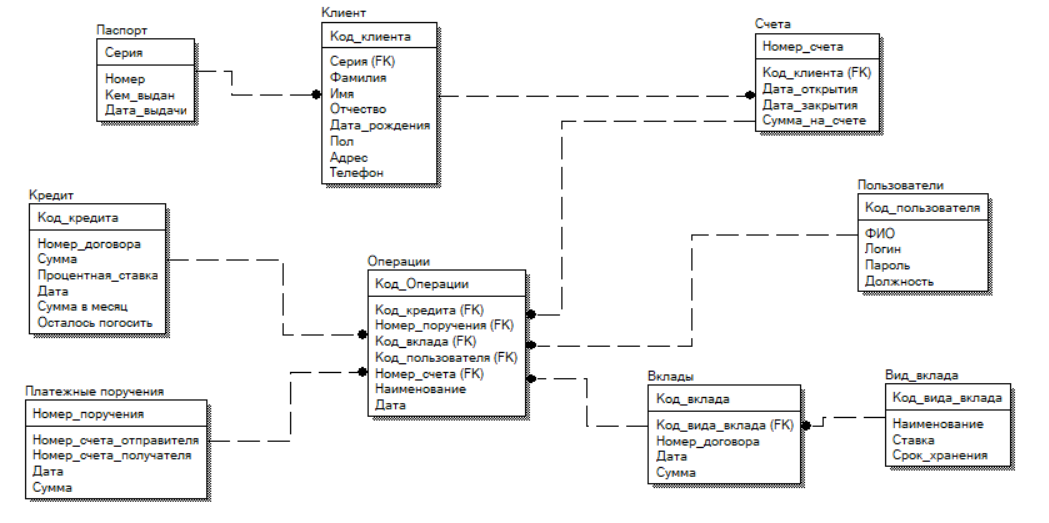 Паспорт
Серия
Номер
Кем_выдан
Дата_выдачи
Клиент
Код_клиента
Серия (FK)
Фамилия
Имя
Отчество
Дата_рождения
Пол
Адрес
Телефон
Счета
Номер_счета
Код_клиента (FK)
Дата_открытия
Дата_закрытия
Сумма_на_счете
Кредит
Код_кредита
Номер_договора
Сумма
Процентная_ставка
Дата
Сумма в месяц
Осталось погосить
Операции
Код_Операции
Код_кредита (FK)
Номер_поручения (FK)
Код_вклада (FK)
Код_пользователя (FK)
Номер_счета (FK)
Наименование
Дата
Пользователи
Код_пользователя
ФИО
Логин
Пароль
Должность
Платежные поручения
Номер_поручения
Номер_счета_отправителя
Номер_счета_получателя
Дата
Сумма
Вклады
Код_вклада
Код_вида_вклада (FK)
Номер_договора
Дата
Сумма
Вид_вклада
Код_вида_вклада
Наименование
Ставка
Срок_хранения